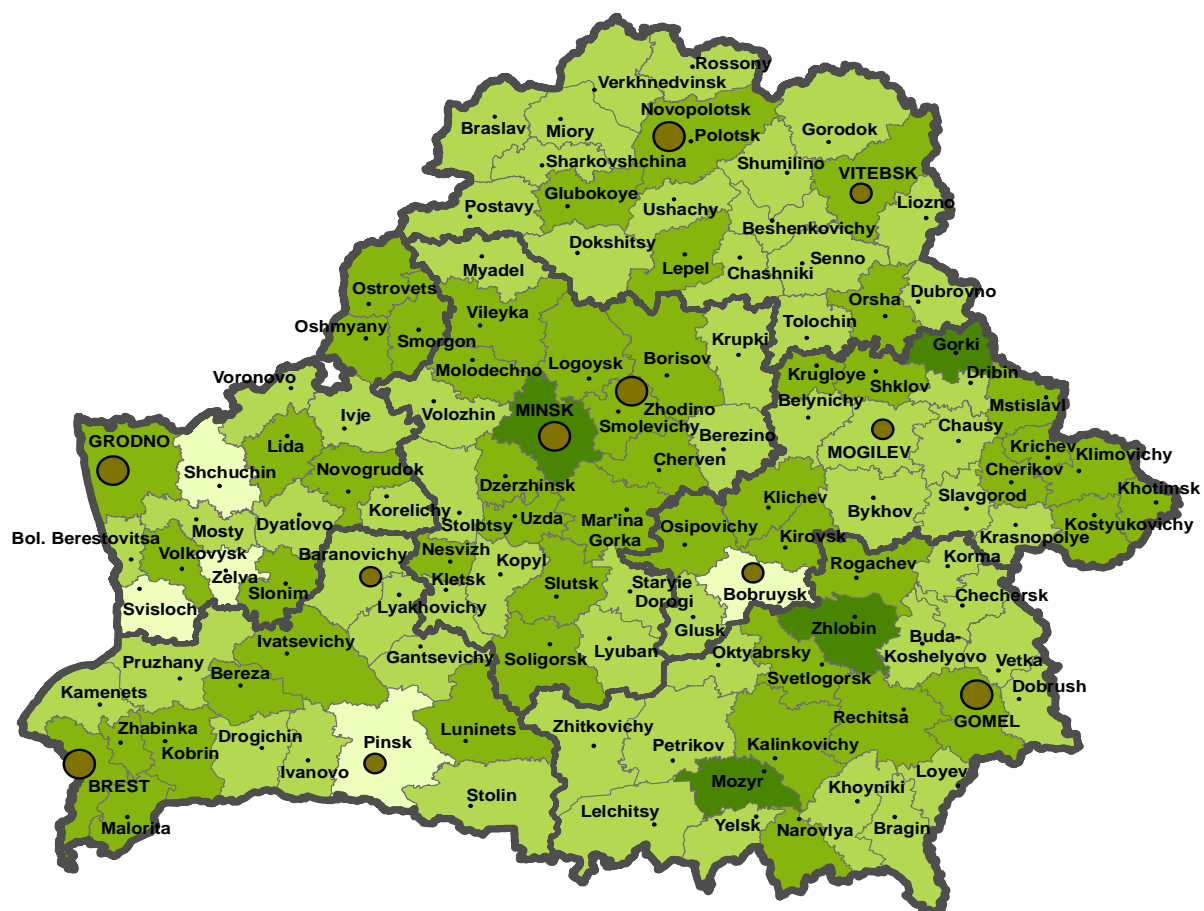 Rossony
Verkhnedvinsk
Novopolotsk
Braslav
Miory
Polotsk
Gorodok
Sharkovshchina
Shumilino
VITEBSK
Glubokoye
Postavy
Ushachy
Liozno
Beshenkovichy
Dokshitsy
Myadel
Lepel
Chashniki
Senno
Ostrovets
Orsha
Dubrovno
Oshmyany
Vileyka
Tolochin
Smorgon
Krupki
Gorki
Logoysk
Borisov
Molodechno
Voronovo
Krugloye
Shklov
Dribin
Ivje
Volozhin
MINSK
Zhodino
Belynichy
Mstislavl
Smolevichy
GRODNO
Lida
Berezino
MOGILEV
Chausy
Krichev
Klimovichy
Shchuchin
Novogrudok
Cherven
Cherikov
Dzerzhinsk
Khotimsk
Korelichy
Klichev
Slavgorod
Mosty
Dyatlovo
Stolbtsy
Uzda
Mar'ina
Gorka
Osipovichy
Bykhov
Kostyukovichy
Bol. Berestovitsa
Volkovysk
Baranovichy
Nesvizh
Kopyl
Kirovsk
Krasnopolye
Zelva
Slonim
Kletsk
Slutsk
Staryie
Dorogi
Rogachev
Korma
Svisloch
Lyakhovichy
Bobruysk
Chechersk
Ivatsevichy
Glusk
Zhlobin
Buda-
Koshelyovo
Pruzhany
Gantsevichy
Soligorsk
Lyuban
Oktyabrsky
Vetka
Bereza
Svetlogorsk
Kamenets
Dobrush
Zhabinka
Drogichin
Luninets
Zhitkovichy
Rechitsa
GOMEL
Kobrin
Pinsk
Petrikov
Kalinkovichy
Ivanovo
BREST
Mozyr
Khoyniki
Loyev
Stolin
Malorita
Lelchitsy
Yelsk
Narovlya
Bragin